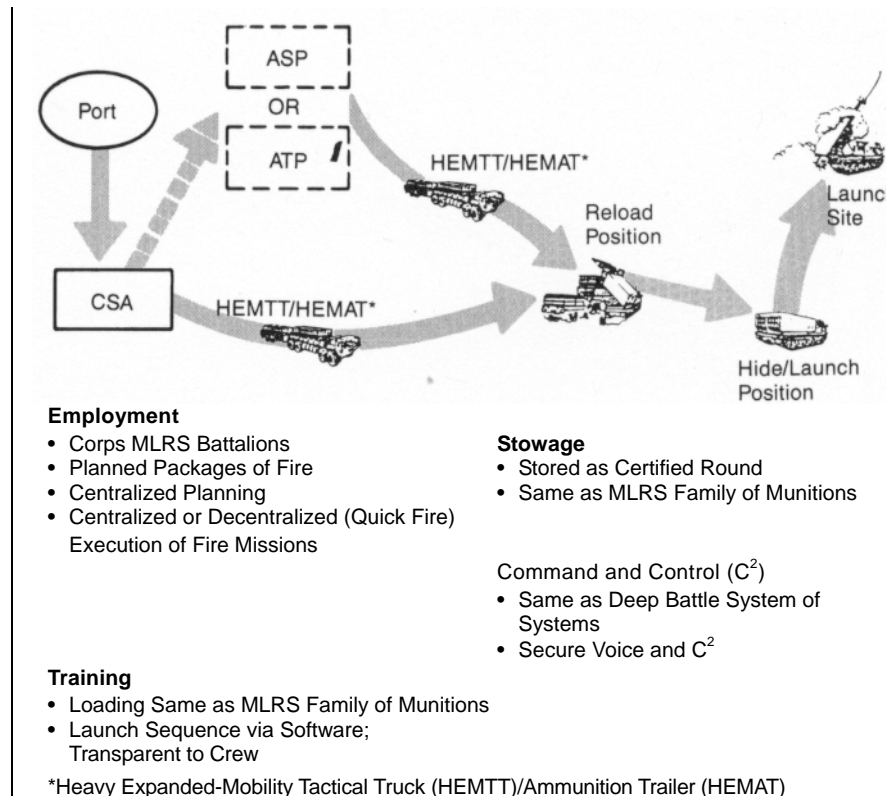 ASP
Port
OR
ATP
HEMTT/HEMAT*
Reload
Position
Launc
Site
CSA
HEMTT/HEMAT*
Hide/Launch
Position
Employment
• Corps MLRS Battalions
• Planned Packages of Fire
• Centralized Planning
• Centralized or Decentralized (Quick Fire)
Execution of Fire Missions
Stowage
• Stored as Certified Round
• Same as MLRS Family of Munitions
Command and Control (C²)
• Same as Deep Battle System of
Systems
• Secure Voice and C²
Training
• Loading Same as MLRS Family of Munitions
• Launch Sequence via Software;
Transparent to Crew
*Heavy Expanded-Mobility Tactical Truck (HEMTT)/Ammunition Trailer (HEMAT)